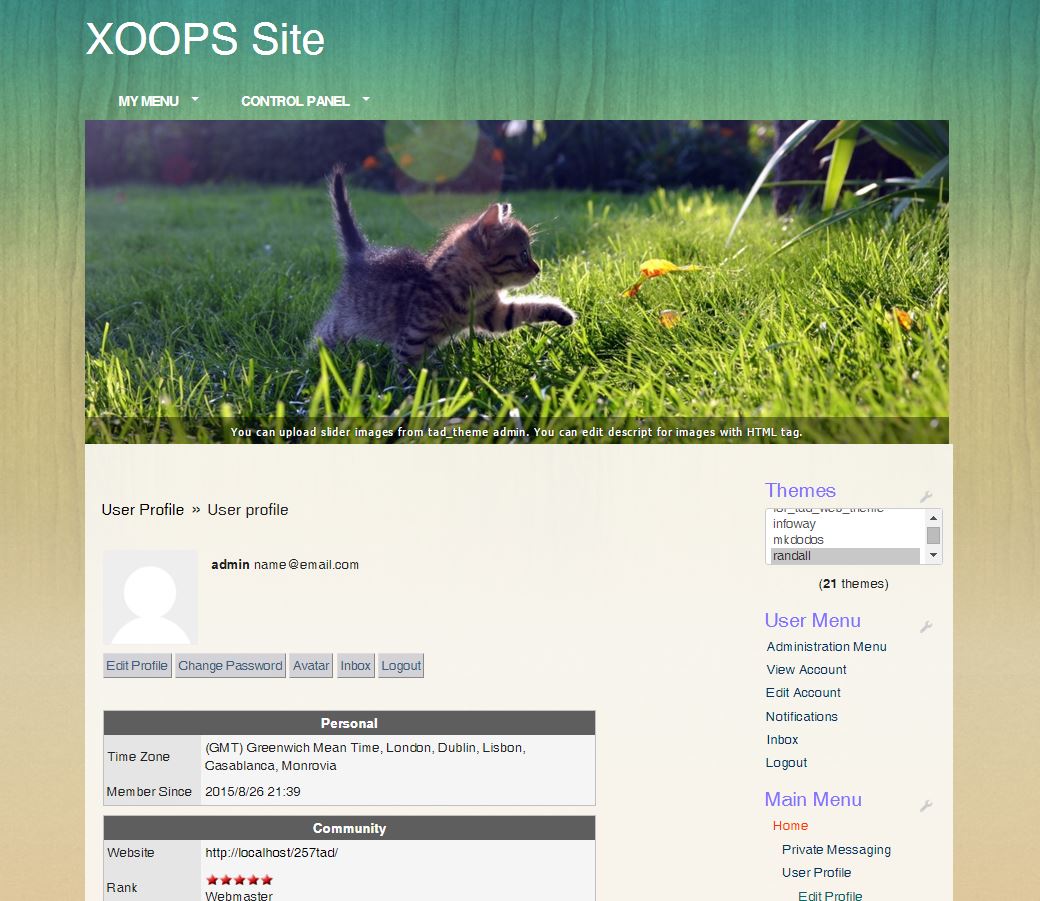 XOOPS Site
MY MENU
CONTROL PANEL
You can upload slider images from tad_theme admin. You can edit descript for images with HTML tag.
User Profile » User profile
admin name@email.com
Edit Profile
Change Password
Avatar
Inbox
Logout
Personal
Time Zone
(GMT) Greenwich Mean Time, London, Dublin, Lisbon,
Casablanca, Monrovia
Member Since
2015/8/26 21:39
Community
Website
http://localhost/257tad/
Rank
Webmaster
Themes
for_tad_web_theme
infoway
mkdodos
randall
(21 themes)
User Menu
Administration Menu
View Account
Edit Account
Notifications
Inbox
Logout
Main Menu
Home
Private Messaging
User Profile
Edit Profile